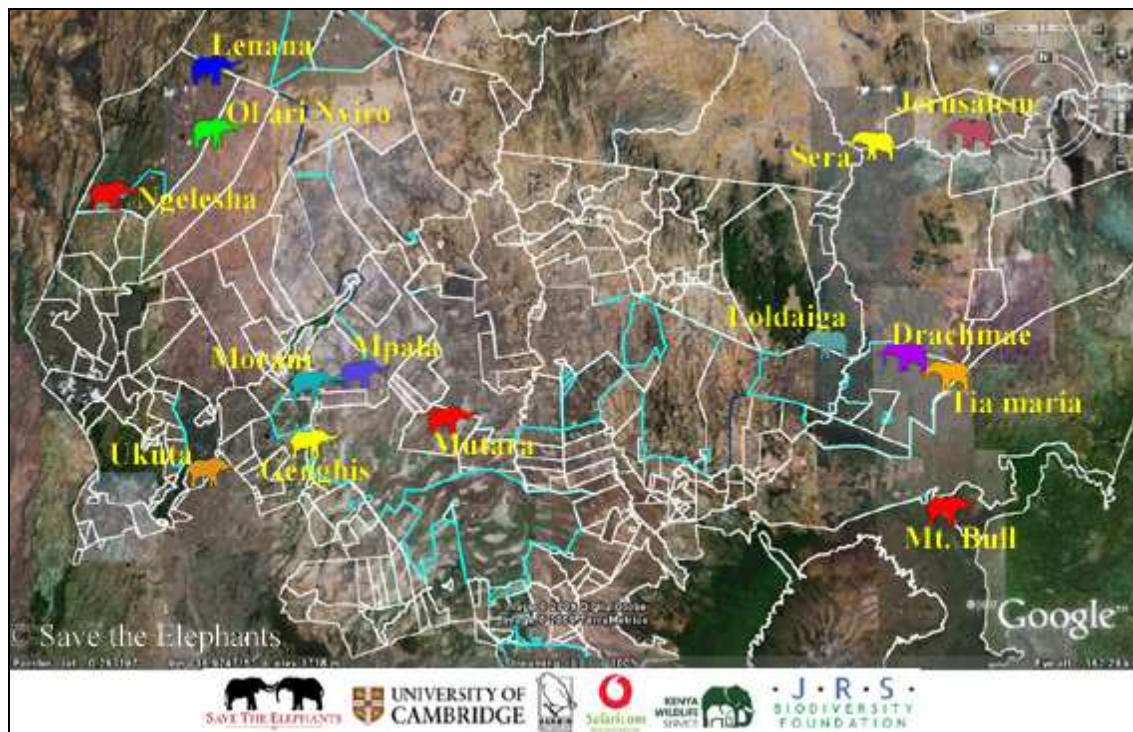 Lenana
Ol ari Nyiro
Ngelesha
Jerusalem
Sera
Loldaiga
Drachmae
Tia maria
Morani
Mpala
Mutara
Ukuta
Genghis
Mt. Bull
© Save the Elephants
Google
SAVE THE ELEPHANTS
UNIVERSITY OF
CAMBRIDGE
Safaricom
KENYA
WILDLIFE
SERVICE
J·R·S
BIODIVERSITY
FOUNDATION